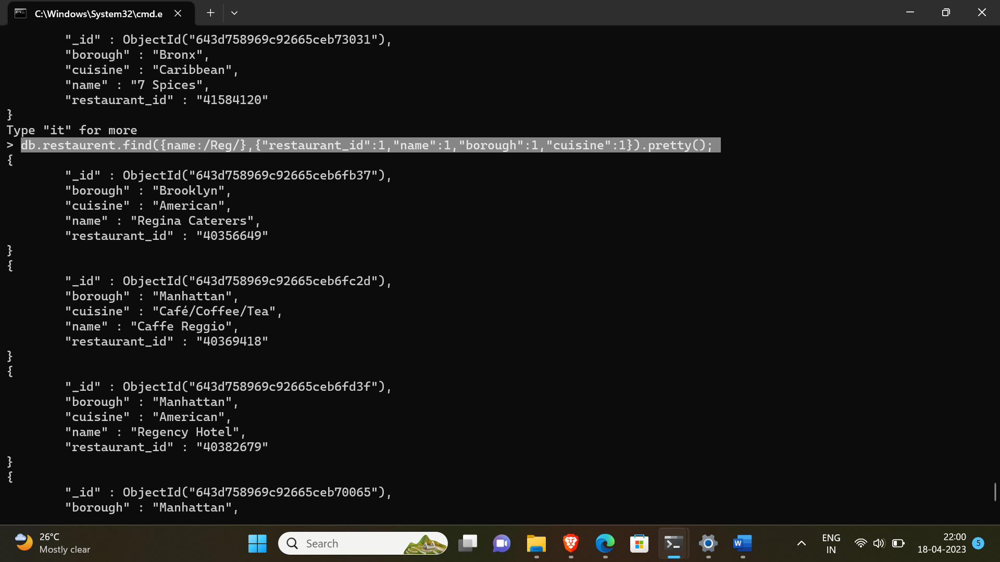 C:\Windows\System32\cmd.e
"_id" : ObjectId("643d758969c92665ceb73031"),
"borough" : "Bronx",
"cuisine" : "Caribbean",
"name" : "7 Spices",
"restaurant_id" : "41584120"
}
Type "it" for more
> db.restaurent.find({name:/Reg/},{"restaurant_id":1,"name":1,"borough":1,"cuisine":1}).pretty();
{
"_id" : ObjectId("643d758969c92665ceb6fb37"),
"borough" : "Brooklyn",
"cuisine" : "American",
"name" : "Regina Caterers",
"restaurant_id" : "40356649"
}
{
"_id" : ObjectId("643d758969c92665ceb6fc2d"),
"borough" : "Manhattan",
"cuisine" : "Café/Coffee/Tea",
"name" : "Caffe Reggio",
"restaurant_id" : "40369418"
}
{
"_id" : ObjectId("643d758969c92665ceb6fd3f"),
"borough" : "Manhattan",
"cuisine" : "American",
"name" : "Regency Hotel",
"restaurant_id" : "40382679"
}
{
"_id" : ObjectId("643d758969c92665ceb70065"),
"borough" : "Manhattan",
26°C
Mostly clear
Search
W
ENG
IN
22:00
18-04-2023
5